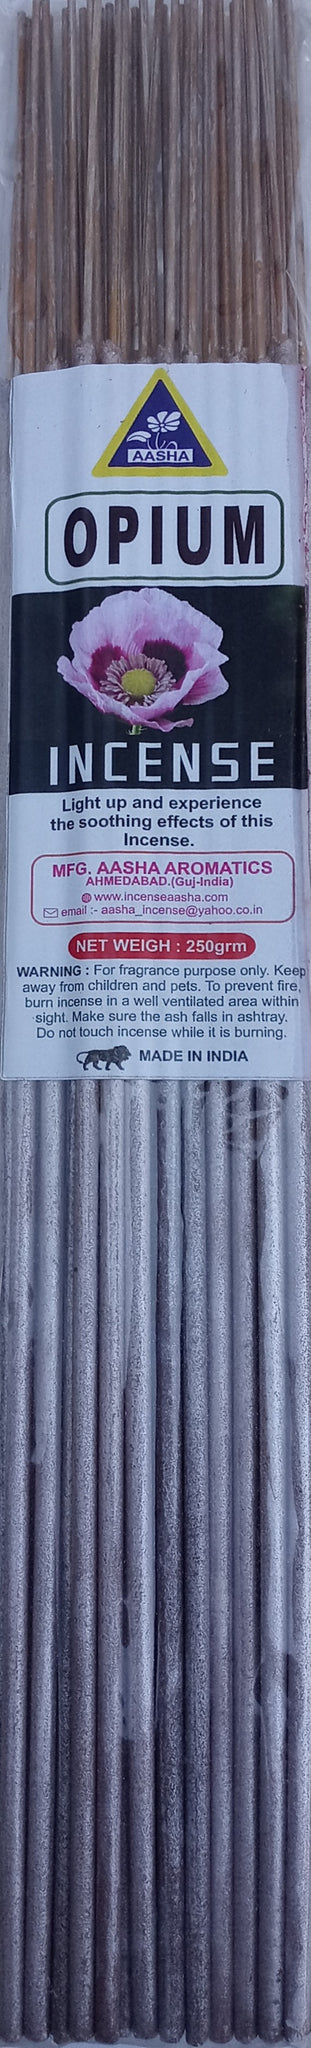 AASHA
OPIUM
INCENSE
Light up and experience
the soothing effects of this
Incense.
MFG. AASHA AROMATICS
AHMEDABAD.(Guj-India)
www.incenseaasha.com
email :- aasha_incense@yahoo.co.in
NET WEIGH : 250grm
WARNING : For fragrance purpose only. Keep
away from children and pets. To prevent fire,
burn incense in a well ventilated area within
sight. Make sure the ash falls in ashtray.
Do not touch incense while it is burning.
MADE IN INDIA